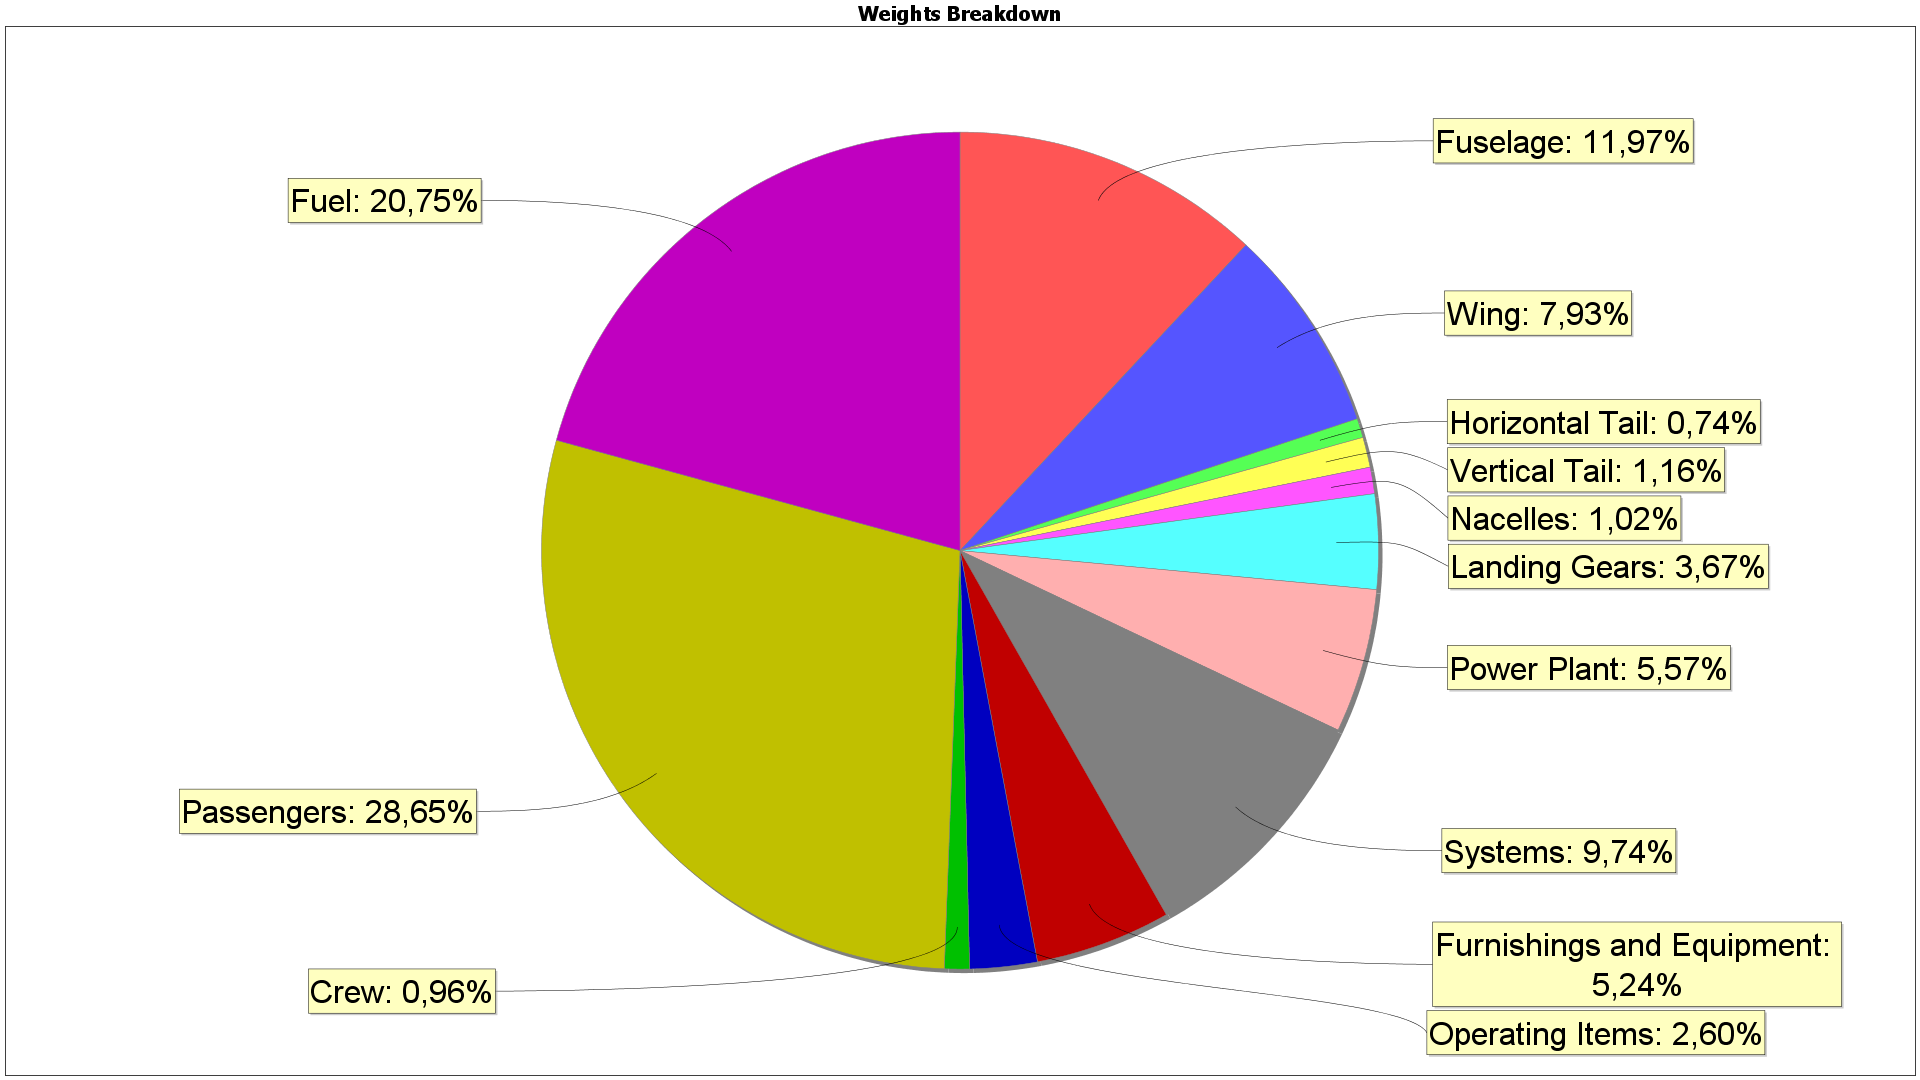 Weights Breakdown
Fuselage: 11,97%
Fuel: 20,75%
Wing: 7,93%
Horizontal Tail: 0,74%
Vertical Tail: 1,16%
Nacelles: 1,02%
Landing Gears: 3,67%
Power Plant: 5,57%
Passengers: 28,65%
Systems: 9,74%
Furnishings and Equipment:
5,24%
Crew: 0,96%
Operating Items: 2,60%